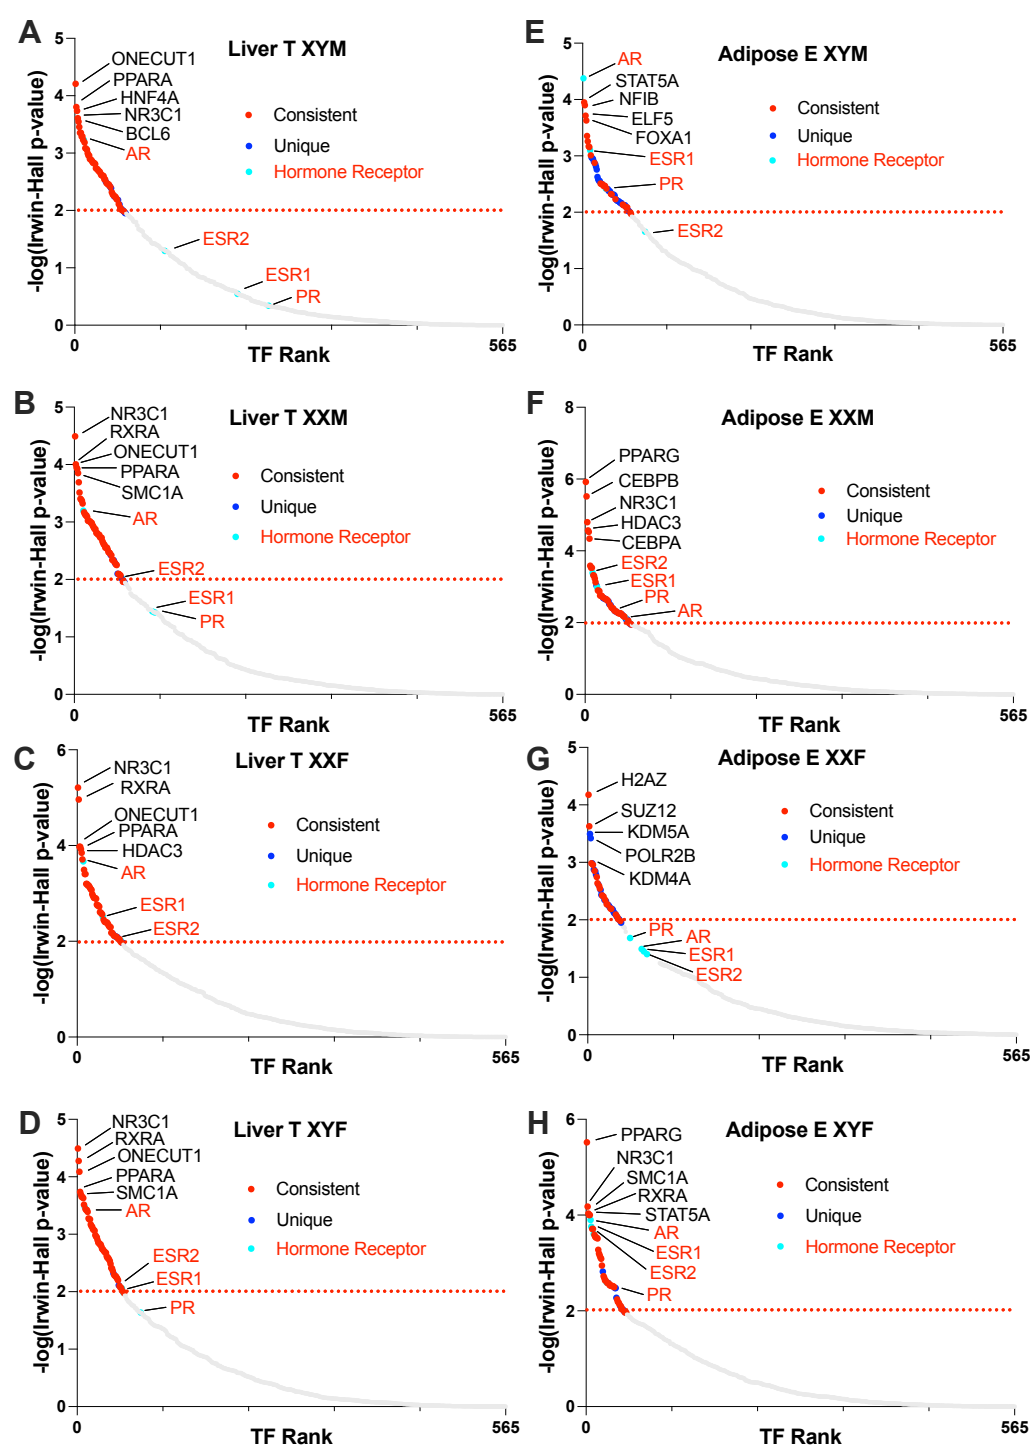 A
Liver T XYM
-log(Irwin-Hall p-value)
5
4
3
2
1
0
ONECUT1
PPARA
HNF4A
NR3C1
BCL6
AR
Consistent
Unique
Hormone Receptor
ESR2
ESR1
PR
0
TF Rank
565
E
Adipose E XYM
-log(Irwin-Hall p-value)
5
4
3
2
1
0
AR
STAT5A
NFIB
ELF5
FOXA1
ESR1
PR
Consistent
Unique
Hormone Receptor
ESR2
0
TF Rank
565
B
Liver T XXM
-log(Irwin-Hall p-value)
5
4
3
2
1
0
NR3C1
RXRA
ONECUT1
PPARA
SMC1A
AR
Consistent
Unique
Hormone Receptor
ESR2
ESR1
PR
0
TF Rank
565
F
Adipose E XXM
-log(Irwin-Hall p-value)
8
6
4
2
0
PPARG
CEBPB
NR3C1
HDAC3
CEBPA
ESR2
ESR1
PR
AR
Consistent
Unique
Hormone Receptor
0
TF Rank
565
C
Liver T XXF
-log(Irwin-Hall p-value)
6
4
2
0
NR3C1
RXRA
ONECUT1
PPARA
HDAC3
AR
Consistent
Unique
Hormone Receptor
ESR1
ESR2
0
TF Rank
565
G
Adipose E XXF
-log(Irwin-Hall p-value)
5
4
3
2
1
0
H2AZ
SUZ12
KDM5A
POLR2B
KDM4A
Consistent
Unique
Hormone Receptor
PR
AR
ESR1
ESR2
0
TF Rank
565
D
Liver T XYF
-log(Irwin-Hall p-value)
5
4
3
2
1
0
NR3C1
RXRA
ONECUT1
PPARA
SMC1A
AR
Consistent
Unique
Hormone Receptor
ESR2
ESR1
PR
0
TF Rank
565
H
Adipose E XYF
-log(Irwin-Hall p-value)
6
4
2
0
PPARG
NR3C1
SMC1A
RXRA
STAT5A
AR
ESR1
ESR2
PR
Consistent
Unique
Hormone Receptor
0
TF Rank
565